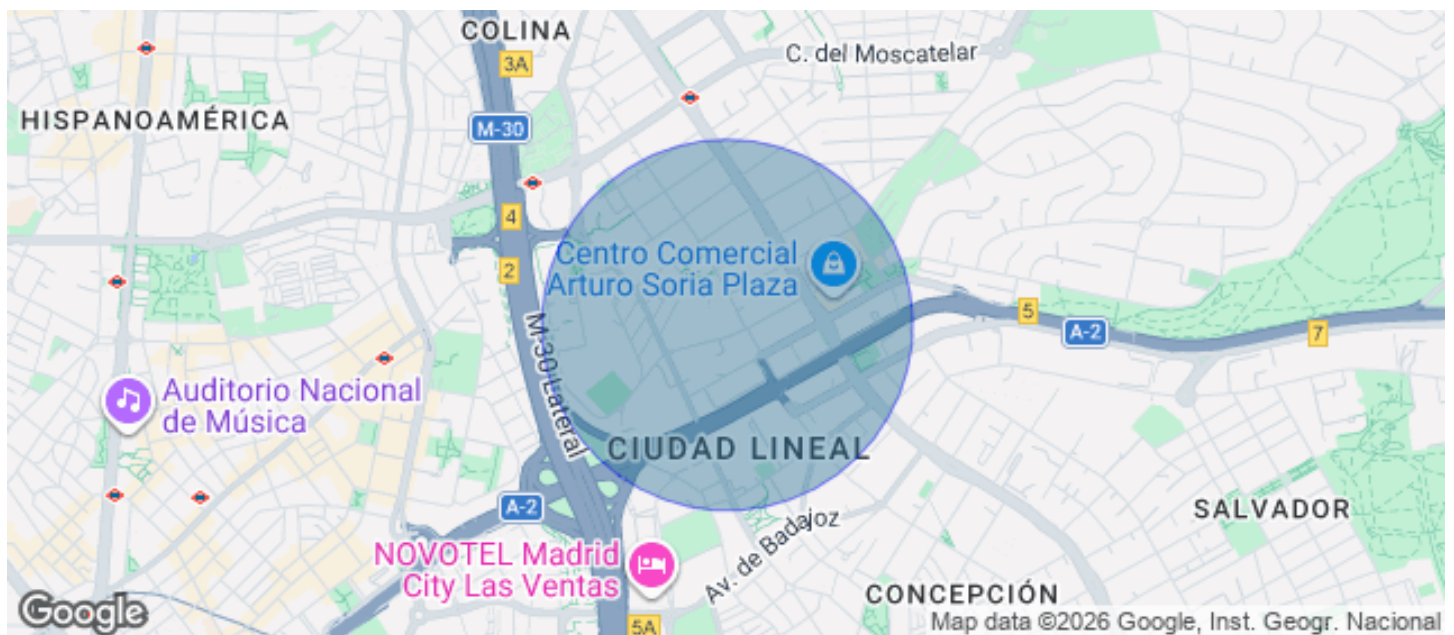 COLINA
3A
C. del Moscatelar
HISPANOAMÉRICA
M-30
4
2
Centro Comercial
Arturo Soria Plaza
5
A-2
7
M-30 Lateral
Auditorio Nacional
de Música
CIUDAD LINEAL
A-2
SALVADOR
Av. de Badajoz
NOVOTEL Madrid
City Las Ventas
CONCEPCIÓN
5A
Google
Map data ©2026 Google, Inst. Geogr. Nacional